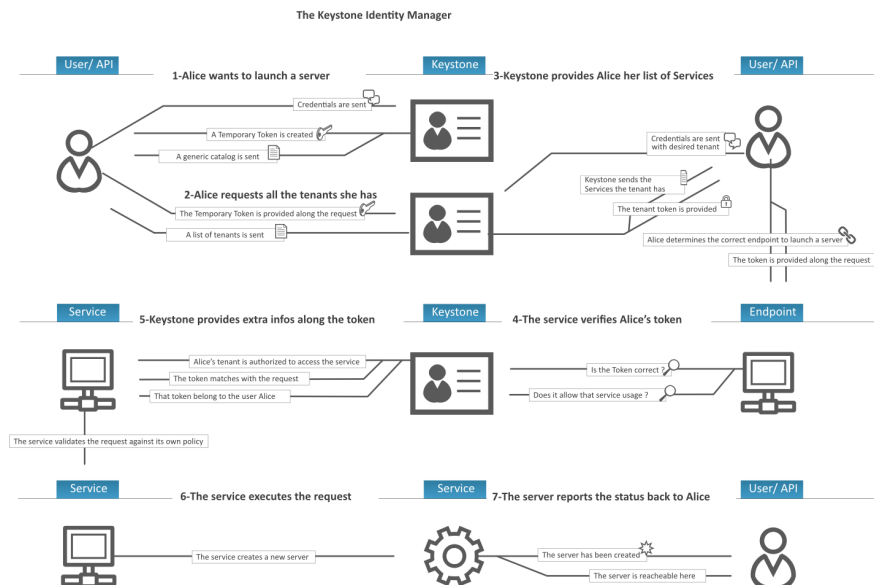 The Keystone Identity Manager
User/ API
Keystone
User/ API
1-Alice wants to launch a server
3-Keystone provides Alice her list of Services
Credentials are sent
A Temporary Token is created
A generic catalog is sent
Credentials are sent
with desired tenant
2-Alice requests all the tenants she has
Keystone sends the
Services the tenant has
The Temporary Token is provided along the request
The tenant token is provided
A list of tenants is sent
Alice determines the correct endpoint to launch a server
The token is provided along the request
Service
Keystone
Endpoint
5-Keystone provides extra infos along the token
4-The service verifies Alice's token
Alice's tenant is authorized to access the service
The token matches with the request
That token belong to the user Alice
Is the Token correct ?
Does it allow that service usage ?
The service validates the request against its own policy
Service
Service
User/ API
6-The service executes the request
7-The server reports the status back to Alice
The service creates a new server
The server has been created
The server is reacheable here